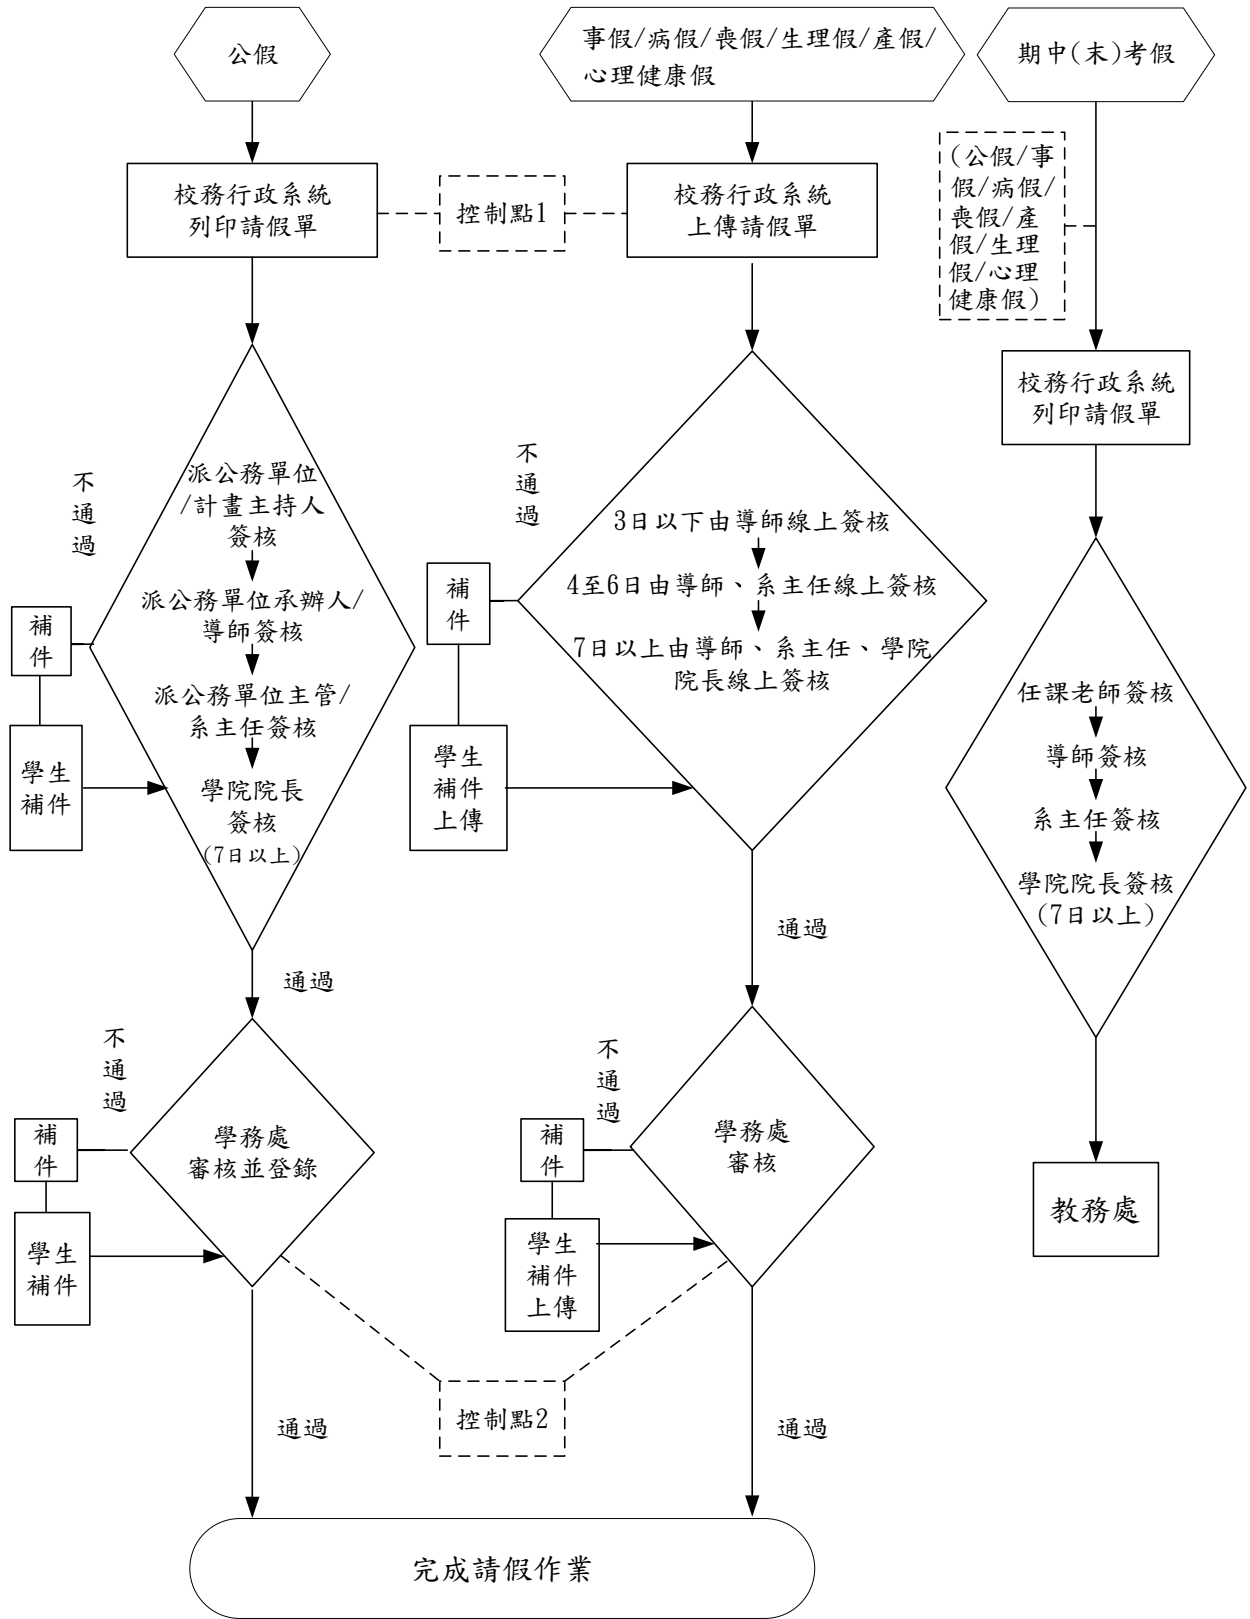 公假
校務行政系統
列印請假單
不
通
過
派公務單位
/計畫主持人
簽核
派公務單位承辦人/
導師簽核
派公務單位主管/
系主任簽核
學院院長
簽核
(7日以上)
補
件
學生
補件
通過
不
通
過
學務處
審核並登錄
補
件
學生
補件
通過
控制點1
控制點2
事假/病假/喪假/生理假/產假/
心理健康假
校務行政系統
上傳請假單
不
通
過
3日以下由導師線上簽核
4至6日由導師、系主任線上簽核
7日以上由導師、系主任、學院
院長線上簽核
補
件
學生
補件
上傳
通過
不
通
過
學務處
審核
補
件
學生
補件
上傳
通過
完成請假作業
期中(末)考假
(公假/事
假/病假/
喪假/產
假/生理
假/心理
健康假)
校務行政系統
列印請假單
任課老師簽核
導師簽核
系主任簽核
學院院長簽核
(7日以上)
教務處